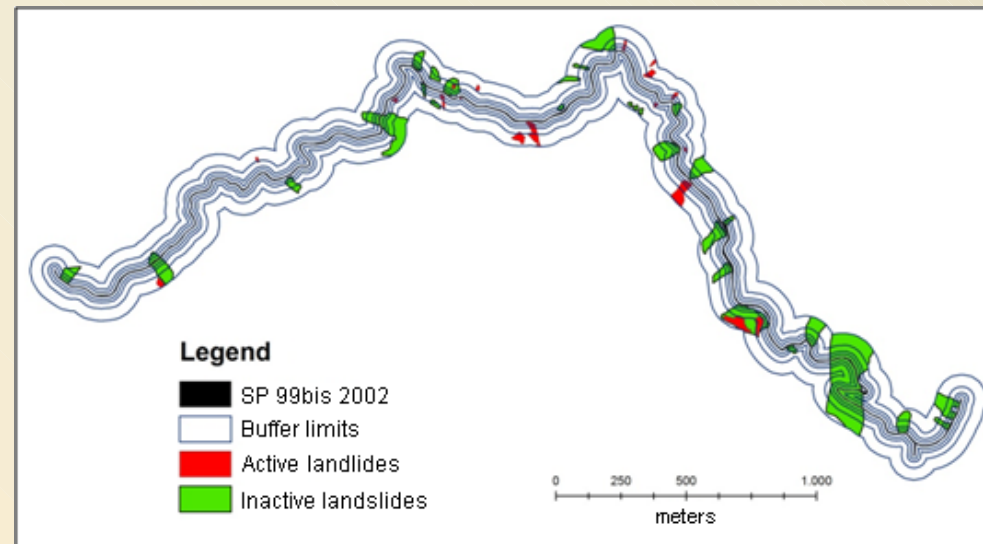 Legend
SP 99bis 2002
Buffer limits
Active landlides
Inactive landslides
0 250 500 1.000
meters